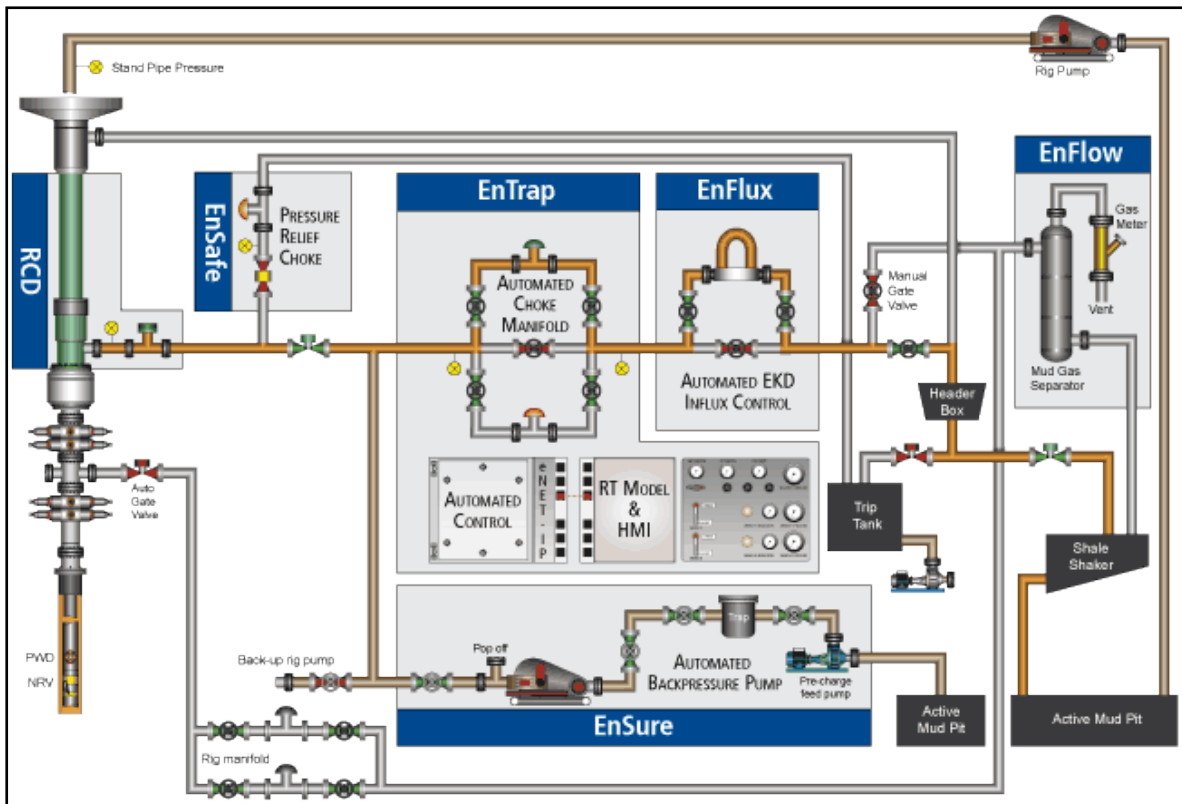 Stand Pipe Pressure
Rig Pump
EnFlow
EnSafe
PRESSURE
RELIEF
CHOKE
EnTrap
EnFlux
Gas
Meter
RCD
AUTOMATED
CHOKE
MANIFOLD
Manual
Gate
Valve
Vent
Mud Gas
Separator
AUTOMATED EKD
INFLUX CONTROL
Header
Box
Auto
Gate
Valve
AUTOMATED
CONTROL
eNET-IP
RT MODEL
&
HMI
Trip
Tank
Shale
Shaker
PWD
NRV
Back-up rig pump
Pop off
Trap
AUTOMATED
BACKPRESSURE PUMP
Pre-charge
feed pump
EnSure
Active
Mud Pit
Active Mud Pit
Rig manifold